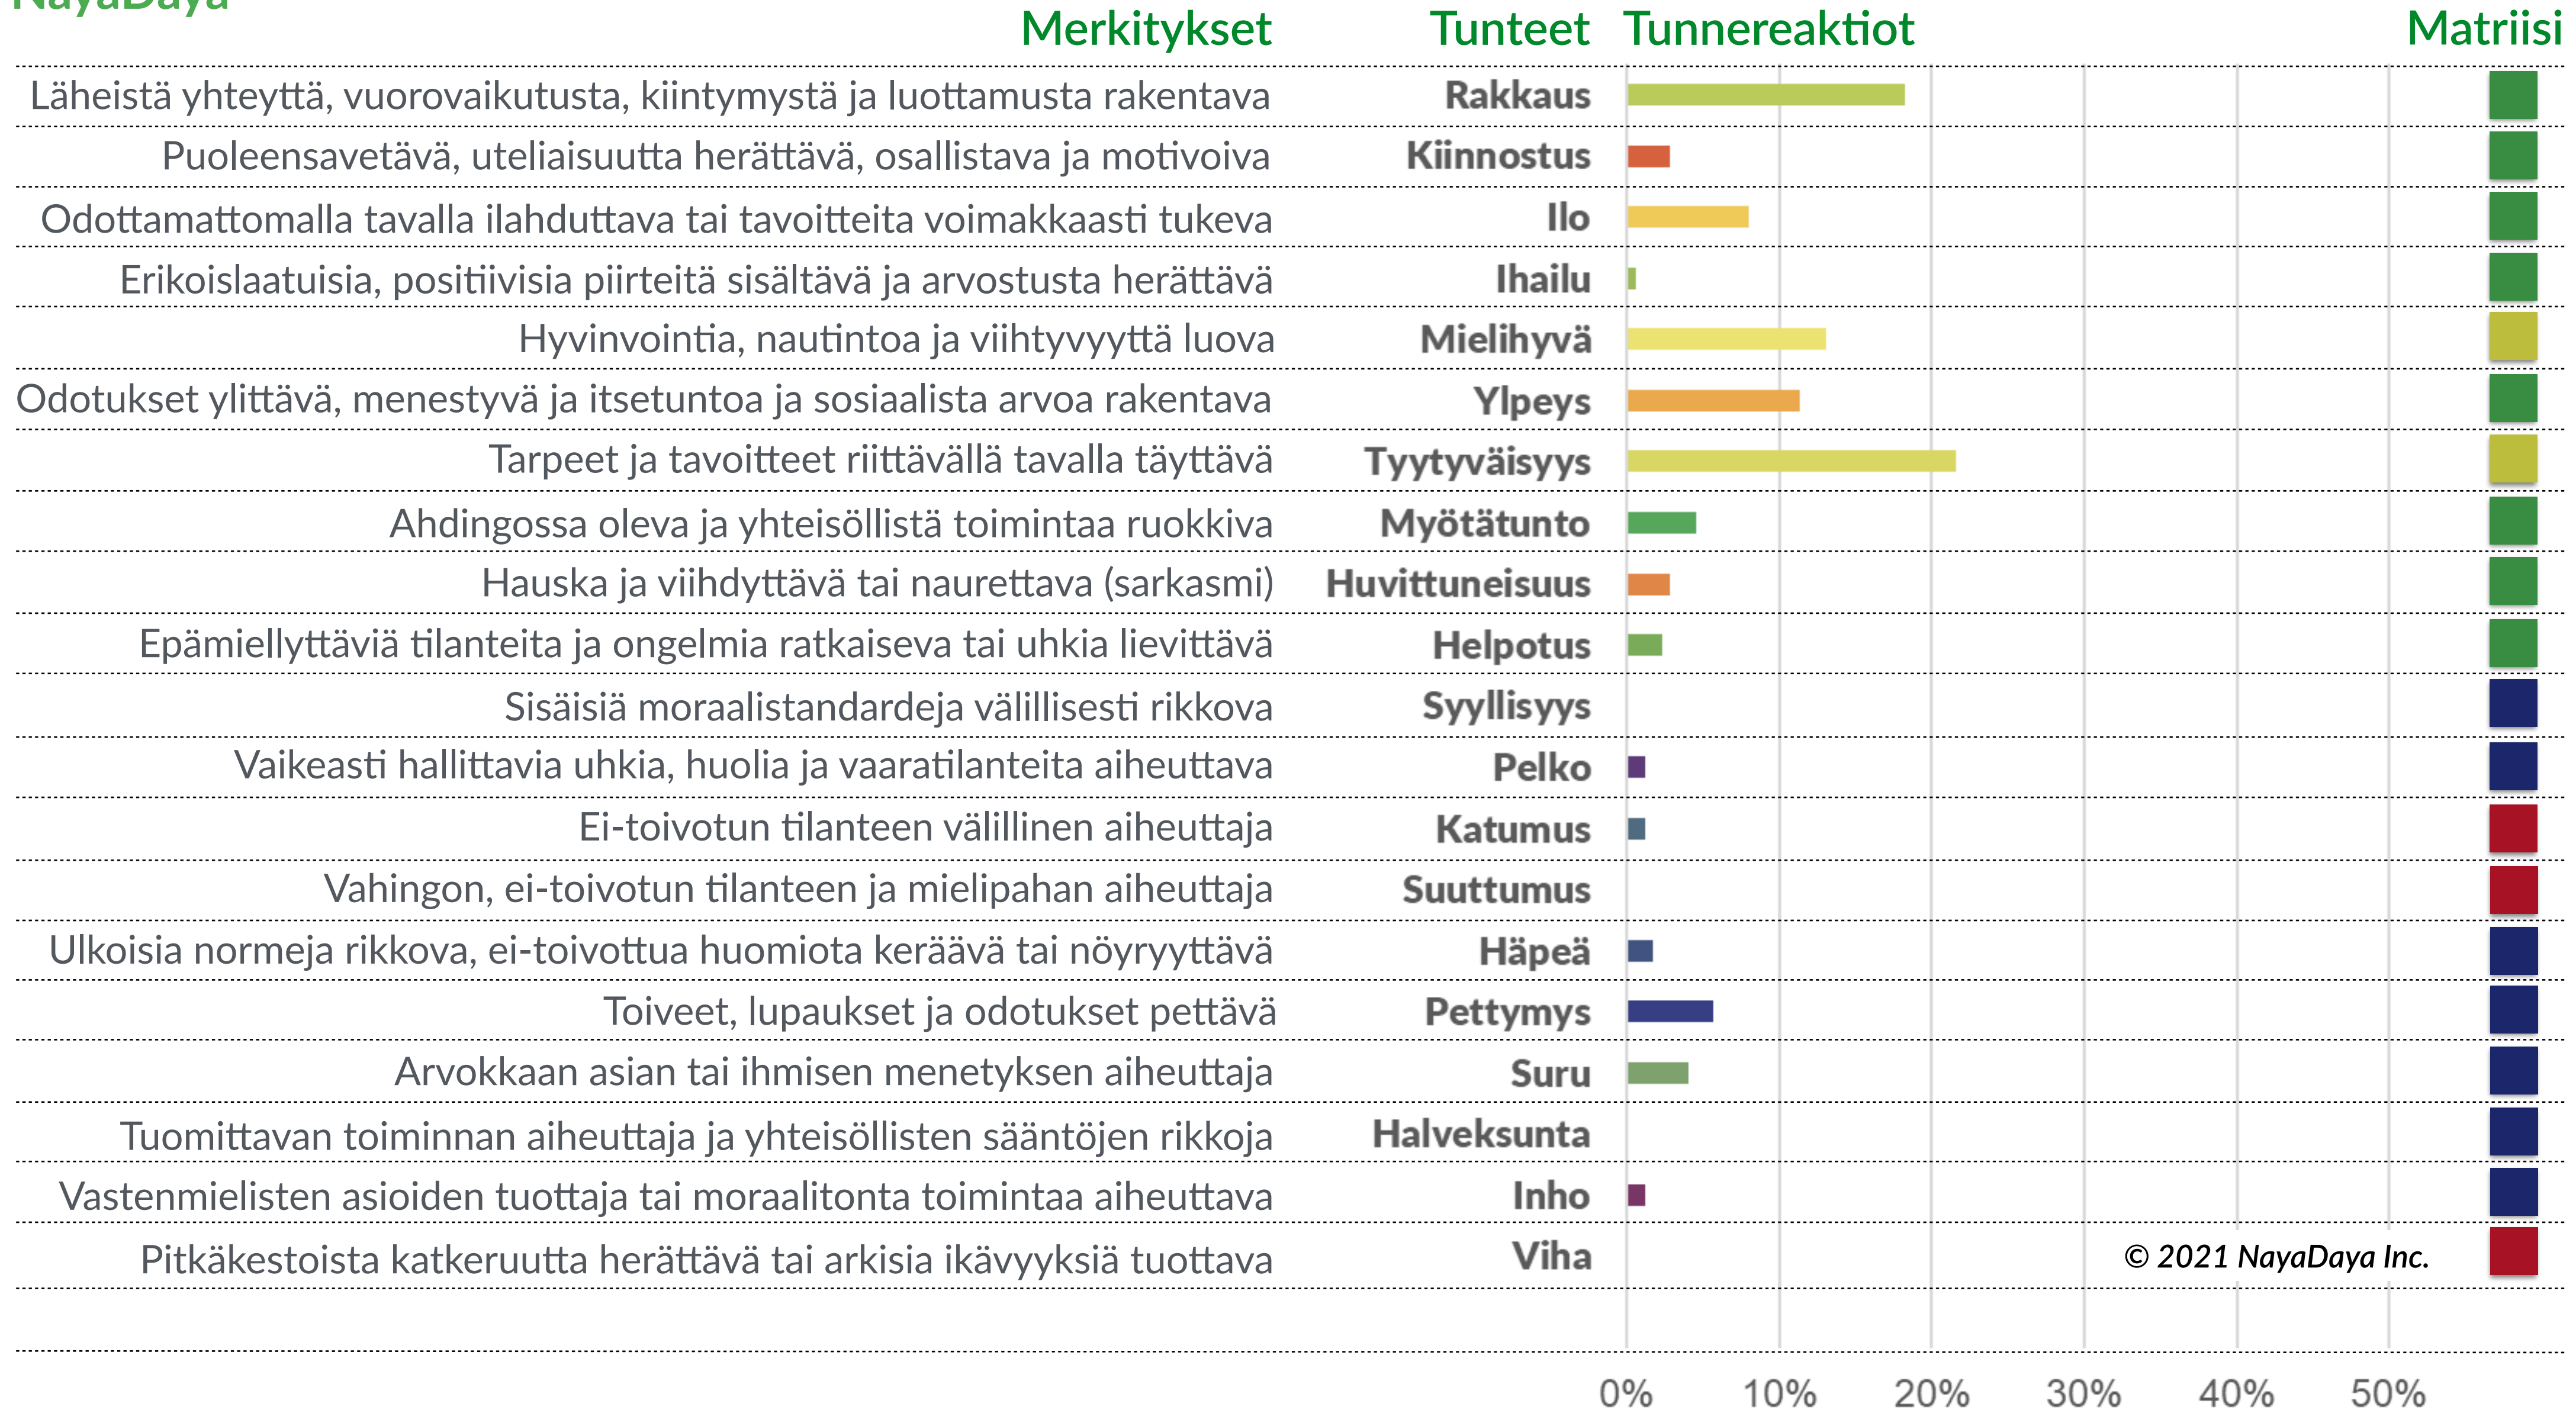 NayaDaya
Merkitykset Tunteet Tunnereaktiot Matriisi
Läheistä yhteyttä, vuorovaikutusta, kiintymystä ja luottamusta rakentava Rakkaus
Puoleensavetävä, uteliaisuutta herättävä, osallistava ja motivoiva Kiinnostus
Odottamattomalla tavalla ilahduttava tai tavoitteita voimakkaasti tukeva Ilo
Erikoislaatuisia, positiivisia piirteitä sisältävä ja arvostusta herättävä Ihailu
Hyvinvointia, nautintoa ja viihtyvyyttä luova Mielihyvä
Odotukset ylittävä, menestyvä ja itsetuntoa ja sosiaalista arvoa rakentava Ylpeys
Tarpeet ja tavoitteet riittävällä tavalla täyttävä Tyytyväisyys
Ahdingossa oleva ja yhteisöllistä toimintaa ruokkiva Myötätunto
Hauska ja viihdyttävä tai naurettava (sarkasmi) Huvittuneisuus
Epämiellyttäviä tilanteita ja ongelmia ratkaiseva tai uhkia lievittävä Helpotus
Sisäisiä moraalistandardeja välillisesti rikkova Syyllisyys
Vaikeasti hallittavia uhkia, huolia ja vaaratilanteita aiheuttava Pelko
Ei-toivotun tilanteen välillinen aiheuttaja Katumus
Vahingon, ei-toivotun tilanteen ja mielipahan aiheuttaja Suuttumus
Ulkoisia normeja rikkova, ei-toivottua huomiota keräävä tai nöyryyttävä Häpeä
Toiveet, lupaukset ja odotukset pettävä Pettymys
Arvokkaan asian tai ihmisen menetyksen aiheuttaja Suru
Tuomittavan toiminnan aiheuttaja ja yhteisöllisten sääntöjen rikkoja Halveksunta
Vastenmielisten asioiden tuottaja tai moraalitonta toimintaa aiheuttava Inho
Pitkäkestoista katkeruutta herättävä tai arkisia ikävyyksiä tuottava Viha © 2021 NayaDaya Inc.
0% 10% 20% 30% 40% 50%